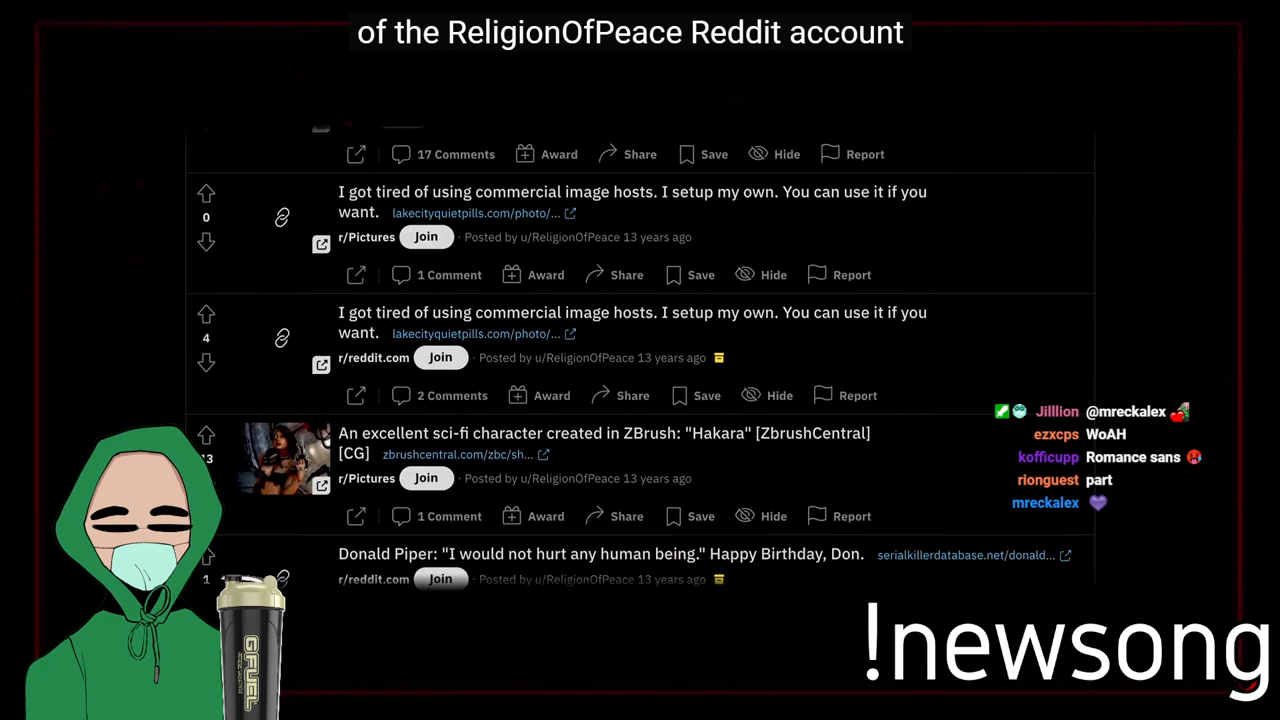 of the ReligionOfPeace Reddit account
17 Comments Award Share Save Hide Report
I got tired of using commercial image hosts. I setup my own. You can use it if you
0
want. lakecityquietpills.com/photo/...
r/Pictures Join · Posted by u/ReligionOfPeace 13 years ago
1 Comment Award Share Save Hide Report
I got tired of using commercial image hosts. I setup my own. You can use it if you
4
want. lakecityquietpills.com/photo/...
r/reddit.com Join · Posted by u/ReligionOfPeace 13 years ago
2 Comments Award Share Save Hide Report
An excellent sci-fi character created in ZBrush: "Hakara" [ZbrushCentral]
[CG] zbrushcentral.com/zbc/sh...
r/Pictures Join · Posted by u/ReligionOfPeace 13 years ago
1 Comment Award Share Save Hide Report
Donald Piper: "I would not hurt any human being." Happy Birthday, Don. serialkillerdatabase.net/donald...
1
r/reddit.com Join · Posted by u/ReligionOfPeace 13 years ago
Jilllion @mreckalex
ezxcps WoAH
kofficupp Romance sans
rionguest part
mreckalex
GFUEL
!newsong